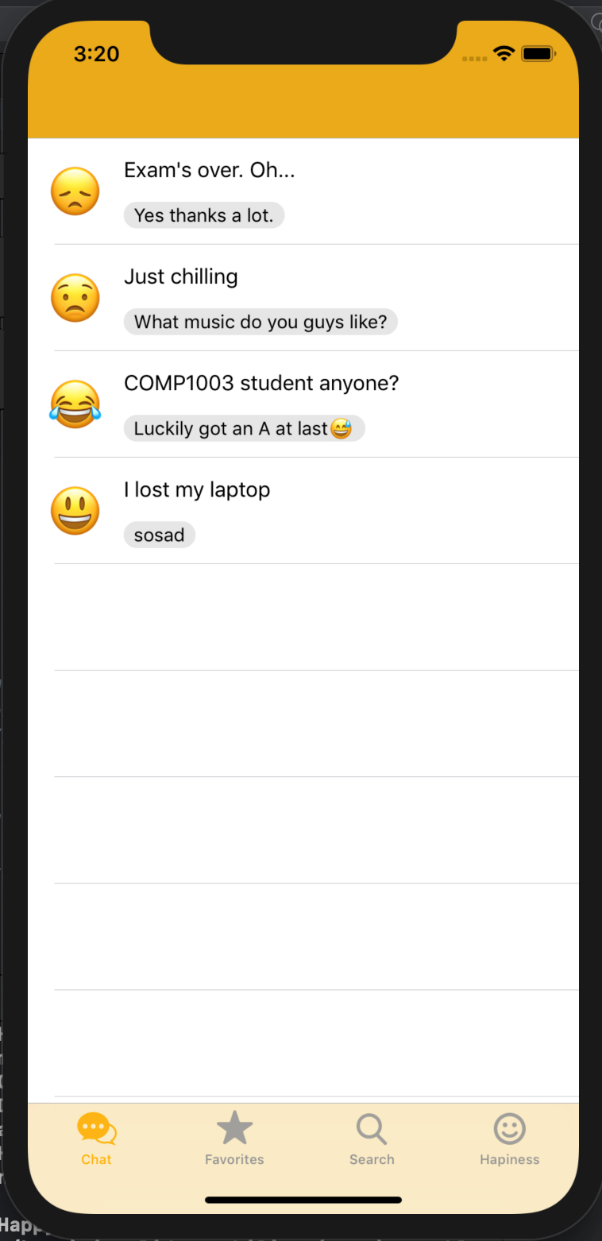 3:20
Exam's over. Oh...
Yes thanks a lot.
Just chilling
What music do you guys like?
COMP1003 student anyone?
Luckily got an A at last😅
I lost my laptop
sosad
Chat
Favorites
Search
Hapiness
Happ